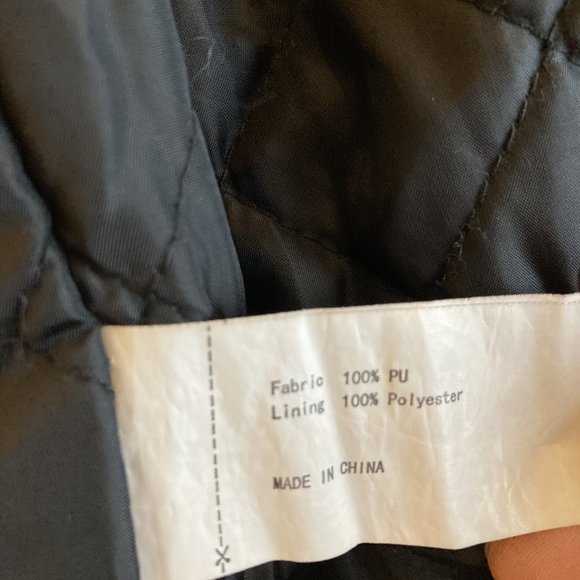 Fabric 100% PU
Lining 100% Polyester
MADE IN CHINA